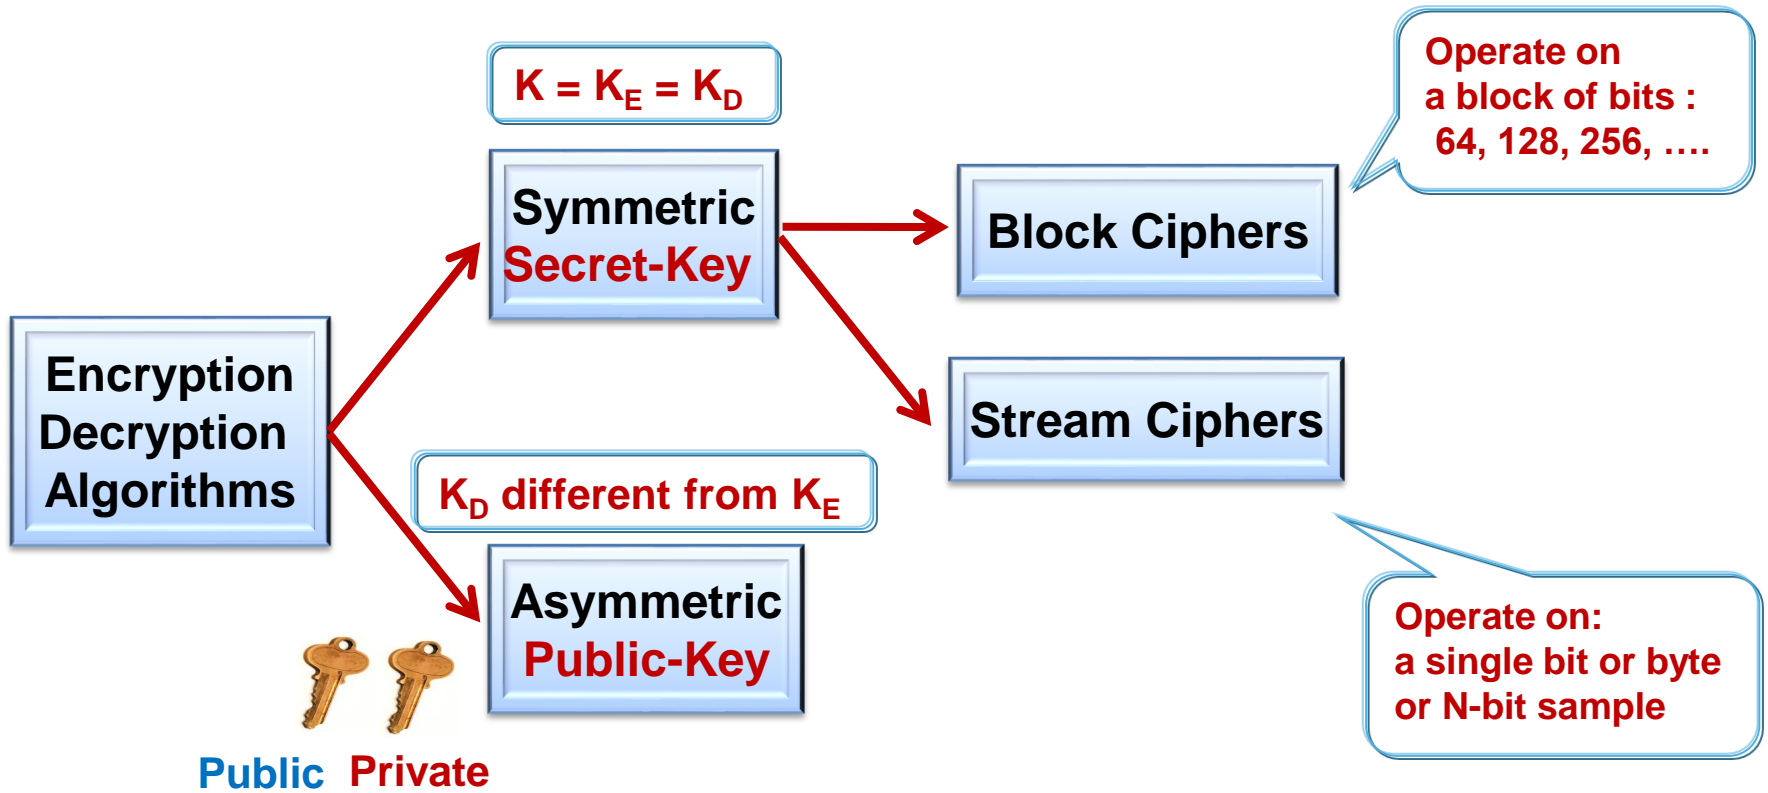 K = KE = KD
Symmetric
Secret-Key
Block Ciphers
Operate on
a block of bits :
64, 128, 256, ....
Encryption
Decryption
Algorithms
Stream Ciphers
KD different from KE
Asymmetric
Public-Key
Public Private
Operate on:
a single bit or byte
or N-bit sample